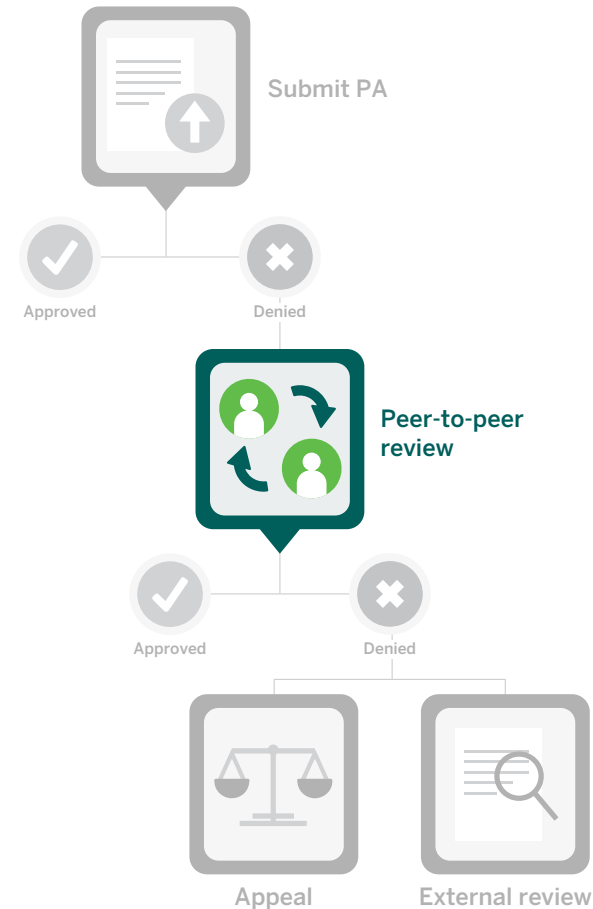 Submit PA
Approved
Denied
Peer-to-peer
review
Approved
Denied
Appeal
External review